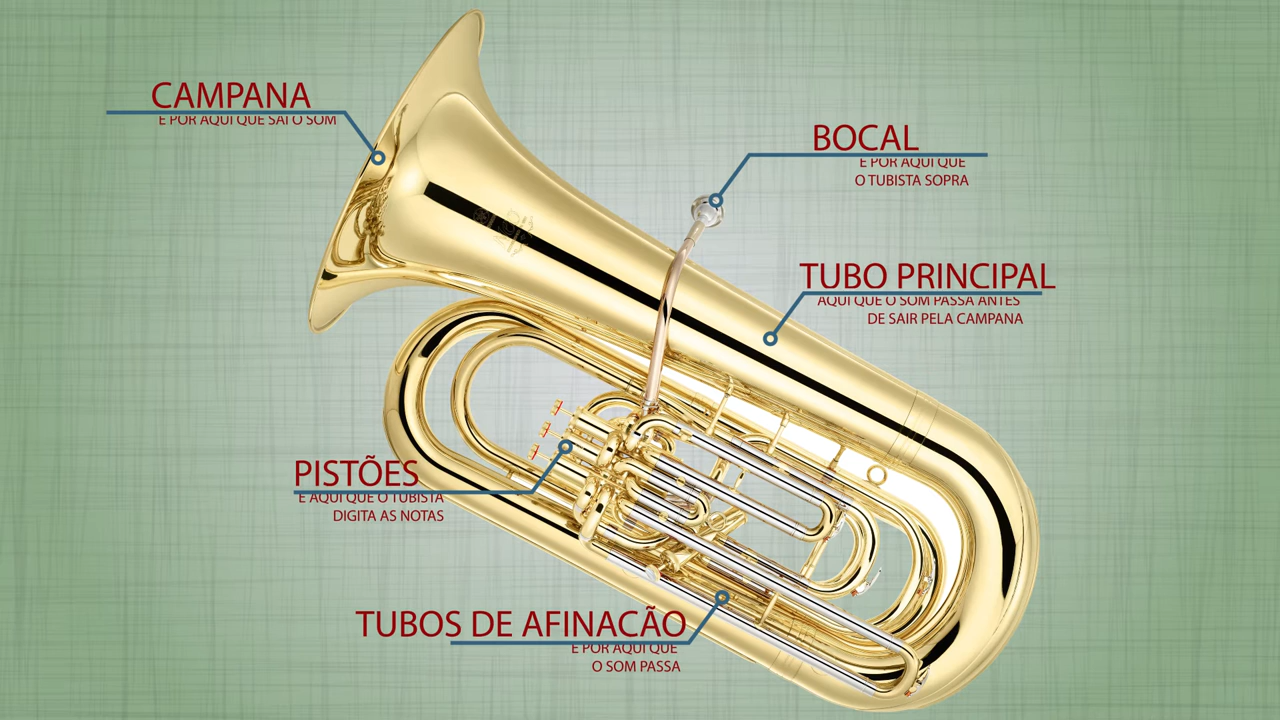 CAMPANA
É POR AQUI QUE SAI O SOM
BOCAL
É POR AQUI QUE
O TUBISTA SOPRA
TUBO PRINCIPAL
AQUI QUE O SOM PASSA ANTES
DE SAIR PELA CAMPANA
PISTÕES
É AQUI QUE O TUBISTA
DIGITA AS NOTAS
TUBOS DE AFINACÃO
É POR AQUI QUE
O SOM PASSA